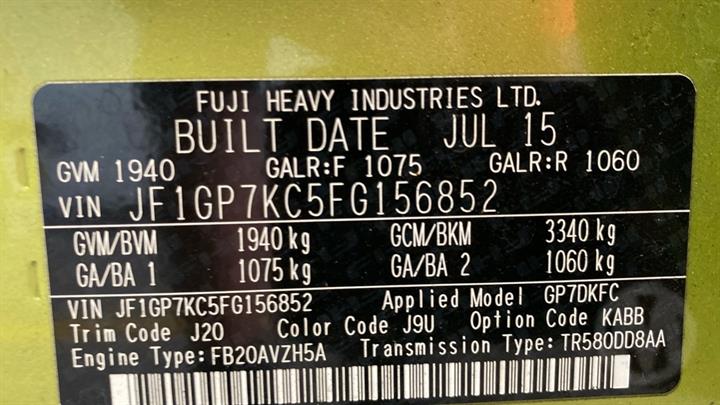 FUJI HEAVY INDUSTRIES LTD.
BUILT DATE JUL 15
GVM 1940 GALR:F 1075 GALR:R 1060
VIN JF1GP7KC5FG156852
GVM/BVM 1940 kg GCM/BKM 3340 kg
GA/BA 1 1075 kg GA/BA 2 1060 kg
VIN JF1GP7KC5FG156852 Applied Model GP7DKFC
Trim Code J20 Color Code J9U Option Code KABB
Engine Type: FB20AVZH5A Transmission Type: TR580DD8AA